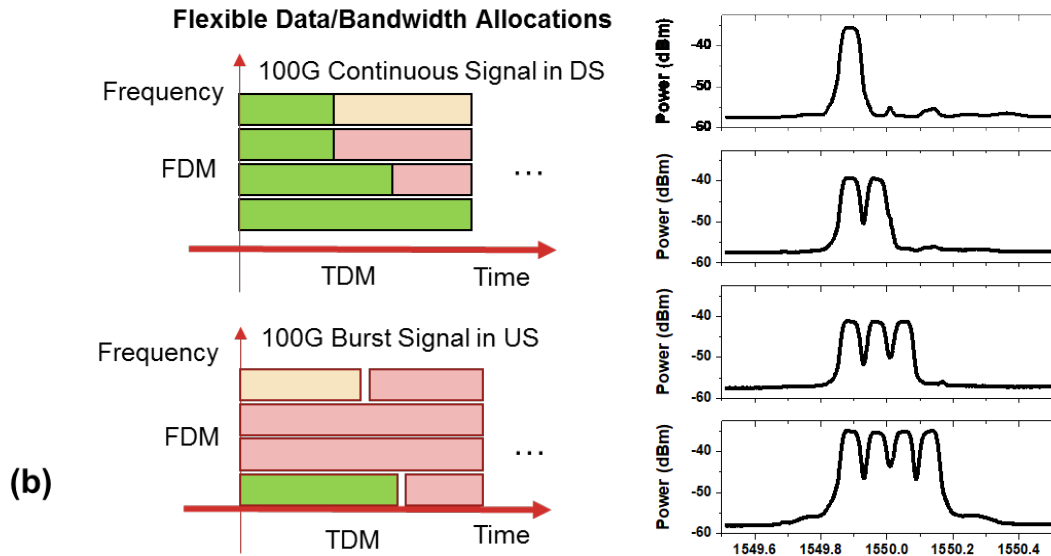 Flexible Data/Bandwidth Allocations
100G Continuous Signal in DS
Frequency
FDM
...
TDM
Time
100G Burst Signal in US
Frequency
FDM
...
(b)
TDM
Time
Power (dBm)
-40
-50
-60
Power (dBm)
-40
-50
-60
Power (dBm)
-40
-50
-60
Power (dBm)
-40
-50
-60
1549.6 1549.8 1550.0 1550.2 1550.4